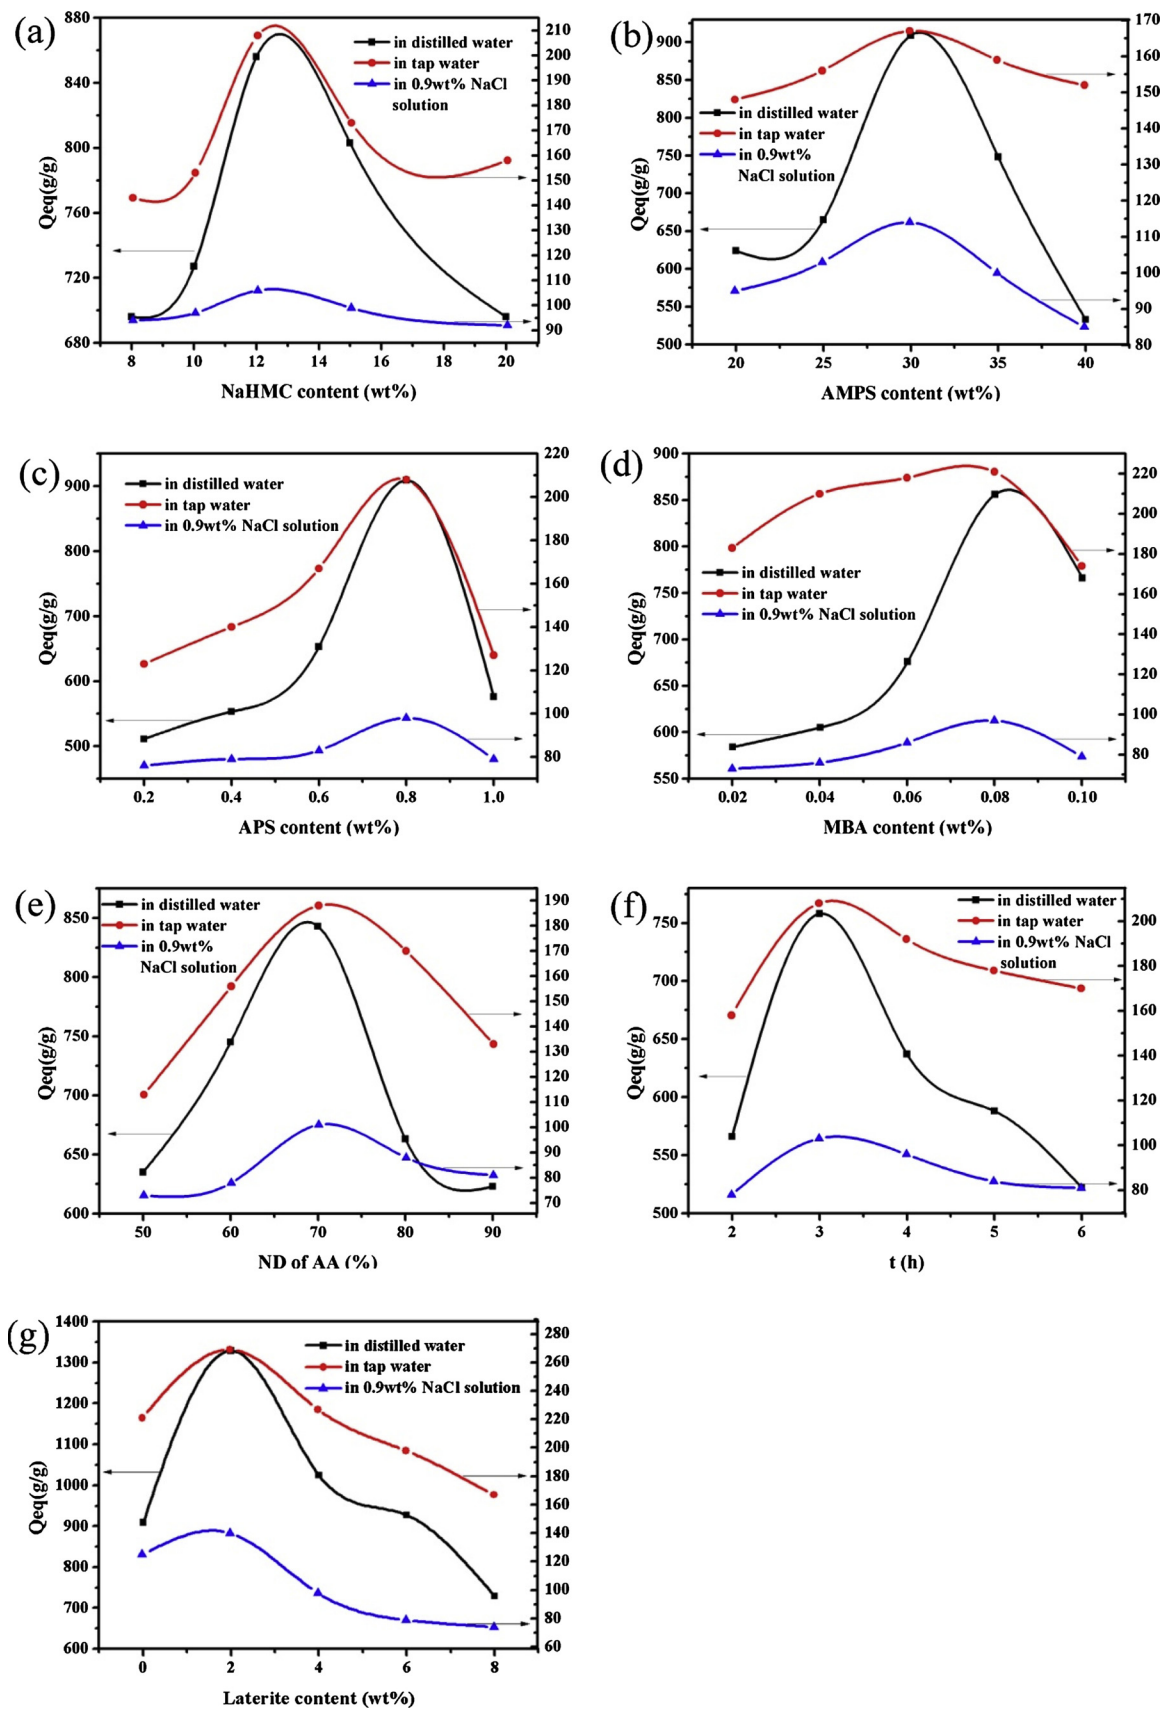 (a)
880
840
800
760
720
680
Qeq(g/g)
in distilled water
in tap water
in 0.9wt% NaCl
solution
210
200
190
180
170
160
150
140
130
120
110
100
90
8 10 12 14 16 18 20
NaHMC content (wt%)
(b)
900
850
800
750
700
650
600
550
500
Qeq(g/g)
in distilled water
in tap water
in 0.9wt%
NaCl solution
170
160
150
140
130
120
110
100
90
80
20 25 30 35 40
AMPS content (wt%)
(c)
900
800
700
600
500
Qeq(g/g)
in distilled water
in tap water
in 0.9wt% NaCl solution
220
200
180
160
140
120
100
80
0.2 0.4 0.6 0.8 1.0
APS content (wt%)
(d)
900
850
800
750
700
650
600
550
Qeq(g/g)
in distilled water
in tap water
in 0.9wt% NaCl solution
220
200
180
160
140
120
100
80
0.02 0.04 0.06 0.08 0.10
MBA content (wt%)
(e)
850
800
750
700
650
600
Qeq(g/g)
in distilled water
in tap water
in 0.9wt%
NaCl solution
190
180
170
160
150
140
130
120
110
100
90
80
70
50 60 70 80 90
ND of AA (%)
(f)
750
700
650
600
550
500
Qeq(g/g)
in distilled water
in tap water
in 0.9wt% NaCl
solution
200
180
160
140
120
100
80
2 3 4 5 6
t (h)
(g)
1400
1300
1200
1100
1000
900
800
700
600
Qeq(g/g)
in distilled water
in tap water
in 0.9wt% NaCl solution
280
260
240
220
200
180
160
140
120
100
80
60
0 2 4 6 8
Laterite content (wt%)